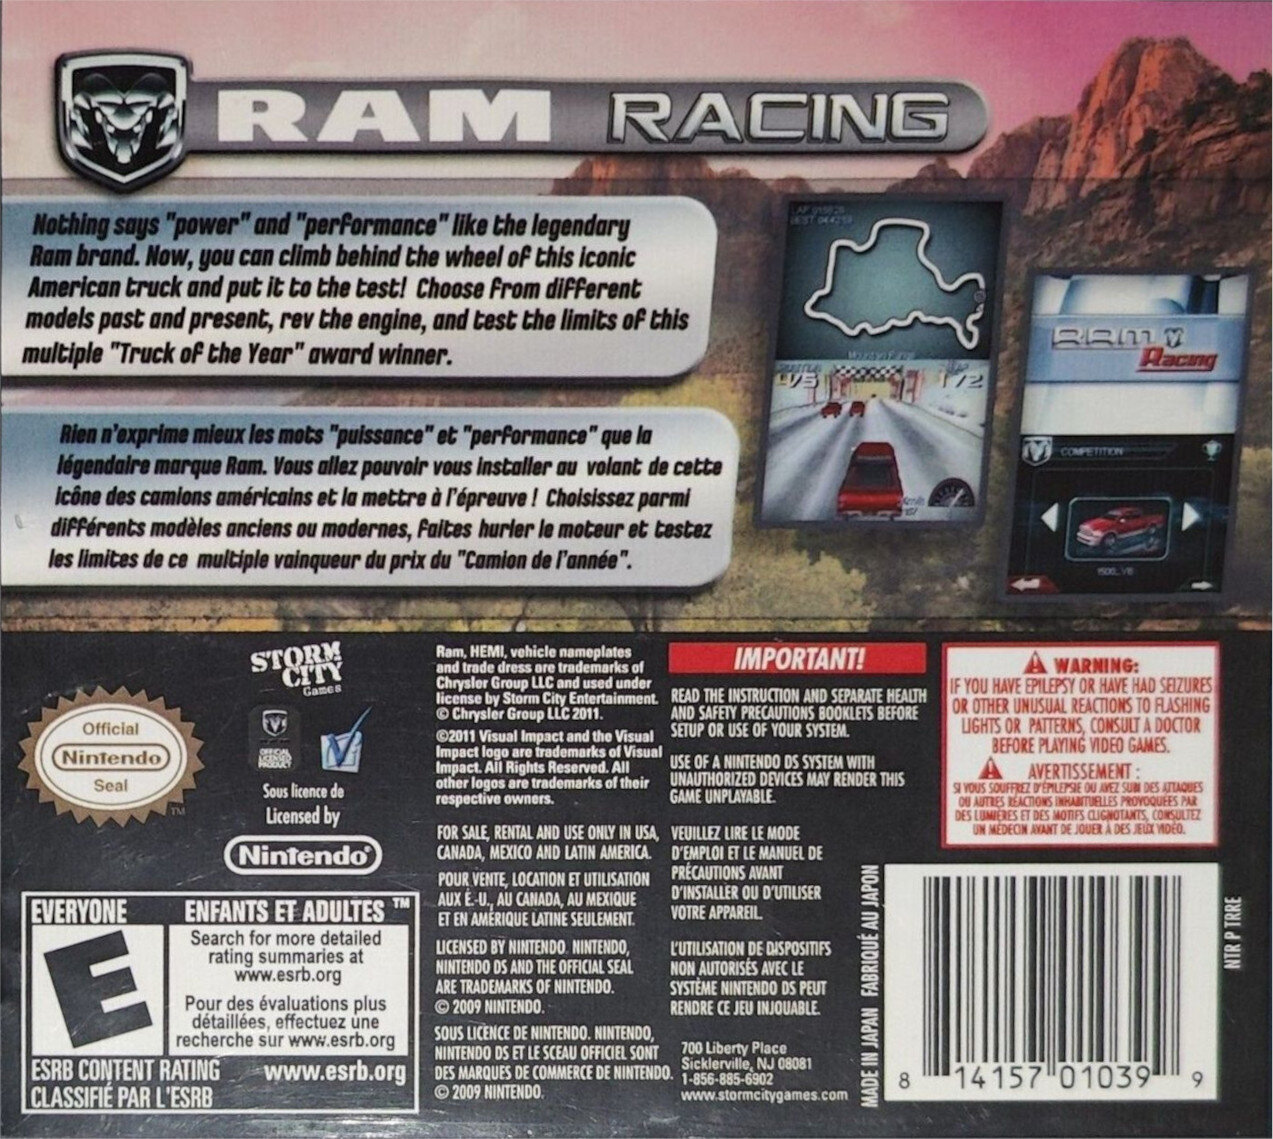 RAM RACING
Nothing says "power" and "performance" like the legendary
Ram brand. Now, you can climb behind the wheel of this iconic
American truck and put it to the test! Choose from different
models past and present, rev the engine, and test the limits of this
multiple "Truck of the Year" award winner.
Rien n'exprime mieux les mots "puissance" et "performance" que la
légendaire marque Ram. Vous allez pouvoir vous installer au volant de cette
icône des camions américains et la mettre à l'épreuve ! Choisissez parmi
différents modèles anciens ou modernes, faites hurler le moteur et testez
les limites de ce multiple vainqueur du prix du "Camion de l'année".
Mountain Range
4/5
1/2
RAM
Racing
COMPETITION
STORM
CITY
Games
OFFICIAL
LICENSED
PRODUCT
Sous licence de
Licensed by
Nintendo
Official
Nintendo
Seal
TM
EVERYONE
ENFANTS ET ADULTES ™
E
Search for more detailed
rating summaries at
www.esrb.org
Pour des évaluations plus
détaillées, effectuez une
recherche sur www.esrb.org
ESRB CONTENT RATING
www.esrb.org
CLASSIFIÉ PAR L'ESRB
Ram, HEMI, vehicle nameplates
and trade dress are trademarks of
Chrysler Group LLC and used under
license by Storm City Entertainment.
© Chrysler Group LLC 2011.
©2011 Visual Impact and the Visual
Impact logo are trademarks of Visual
Impact. All Rights Reserved. All
other logos are trademarks of their
respective owners.
FOR SALE, RENTAL AND USE ONLY IN USA,
CANADA, MEXICO AND LATIN AMERICA.
POUR VENTE, LOCATION ET UTILISATION
AUX É.-U., AU CANADA, AU MEXIQUE
ET EN AMÉRIQUE LATINE SEULEMENT.
LICENSED BY NINTENDO. NINTENDO,
NINTENDO DS AND THE OFFICIAL SEAL
ARE TRADEMARKS OF NINTENDO.
© 2009 NINTENDO.
SOUS LICENCE DE NINTENDO. NINTENDO,
NINTENDO DS ET LE SCEAU OFFICIEL SONT
DES MARQUES DE COMMERCE DE NINTENDO.
© 2009 NINTENDO.
IMPORTANT!
READ THE INSTRUCTION AND SEPARATE HEALTH
AND SAFETY PRECAUTIONS BOOKLETS BEFORE
SETUP OR USE OF YOUR SYSTEM.
USE OF A NINTENDO DS SYSTEM WITH
UNAUTHORIZED DEVICES MAY RENDER THIS
GAME UNPLAYABLE.
VEUILLEZ LIRE LE MODE
D'EMPLOI ET LE MANUEL DE
PRÉCAUTIONS AVANT
D'INSTALLER OU D'UTILISER
VOTRE APPAREIL.
L'UTILISATION DE DISPOSITIFS
NON AUTORISÉS AVEC LE
SYSTÈME NINTENDO DS PEUT
RENDRE CE JEU INJOUABLE.
700 Liberty Place
Sicklerville, NJ 08081
1-856-885-6902
www.stormcitygames.com
WARNING:
IF YOU HAVE EPILEPSY OR HAVE HAD SEIZURES
OR OTHER UNUSUAL REACTIONS TO FLASHING
LIGHTS OR PATTERNS, CONSULT A DOCTOR
BEFORE PLAYING VIDEO GAMES.
AVERTISSEMENT :
SI VOUS SOUFFREZ D'ÉPILEPSIE OU AVEZ SUBI DES ATTAQUES
OU AUTRES RÉACTIONS INHABITUELLES PROVOQUÉES PAR
DES LUMIÈRES ET DES MOTIFS CLIGNOTANTS, CONSULTEZ
UN MÉDECIN AVANT DE JOUER À DES JEUX VIDÉO.
MADE IN JAPAN FABRIQUÉ AU JAPON
8 14157 01039 9
NTR P TRRE